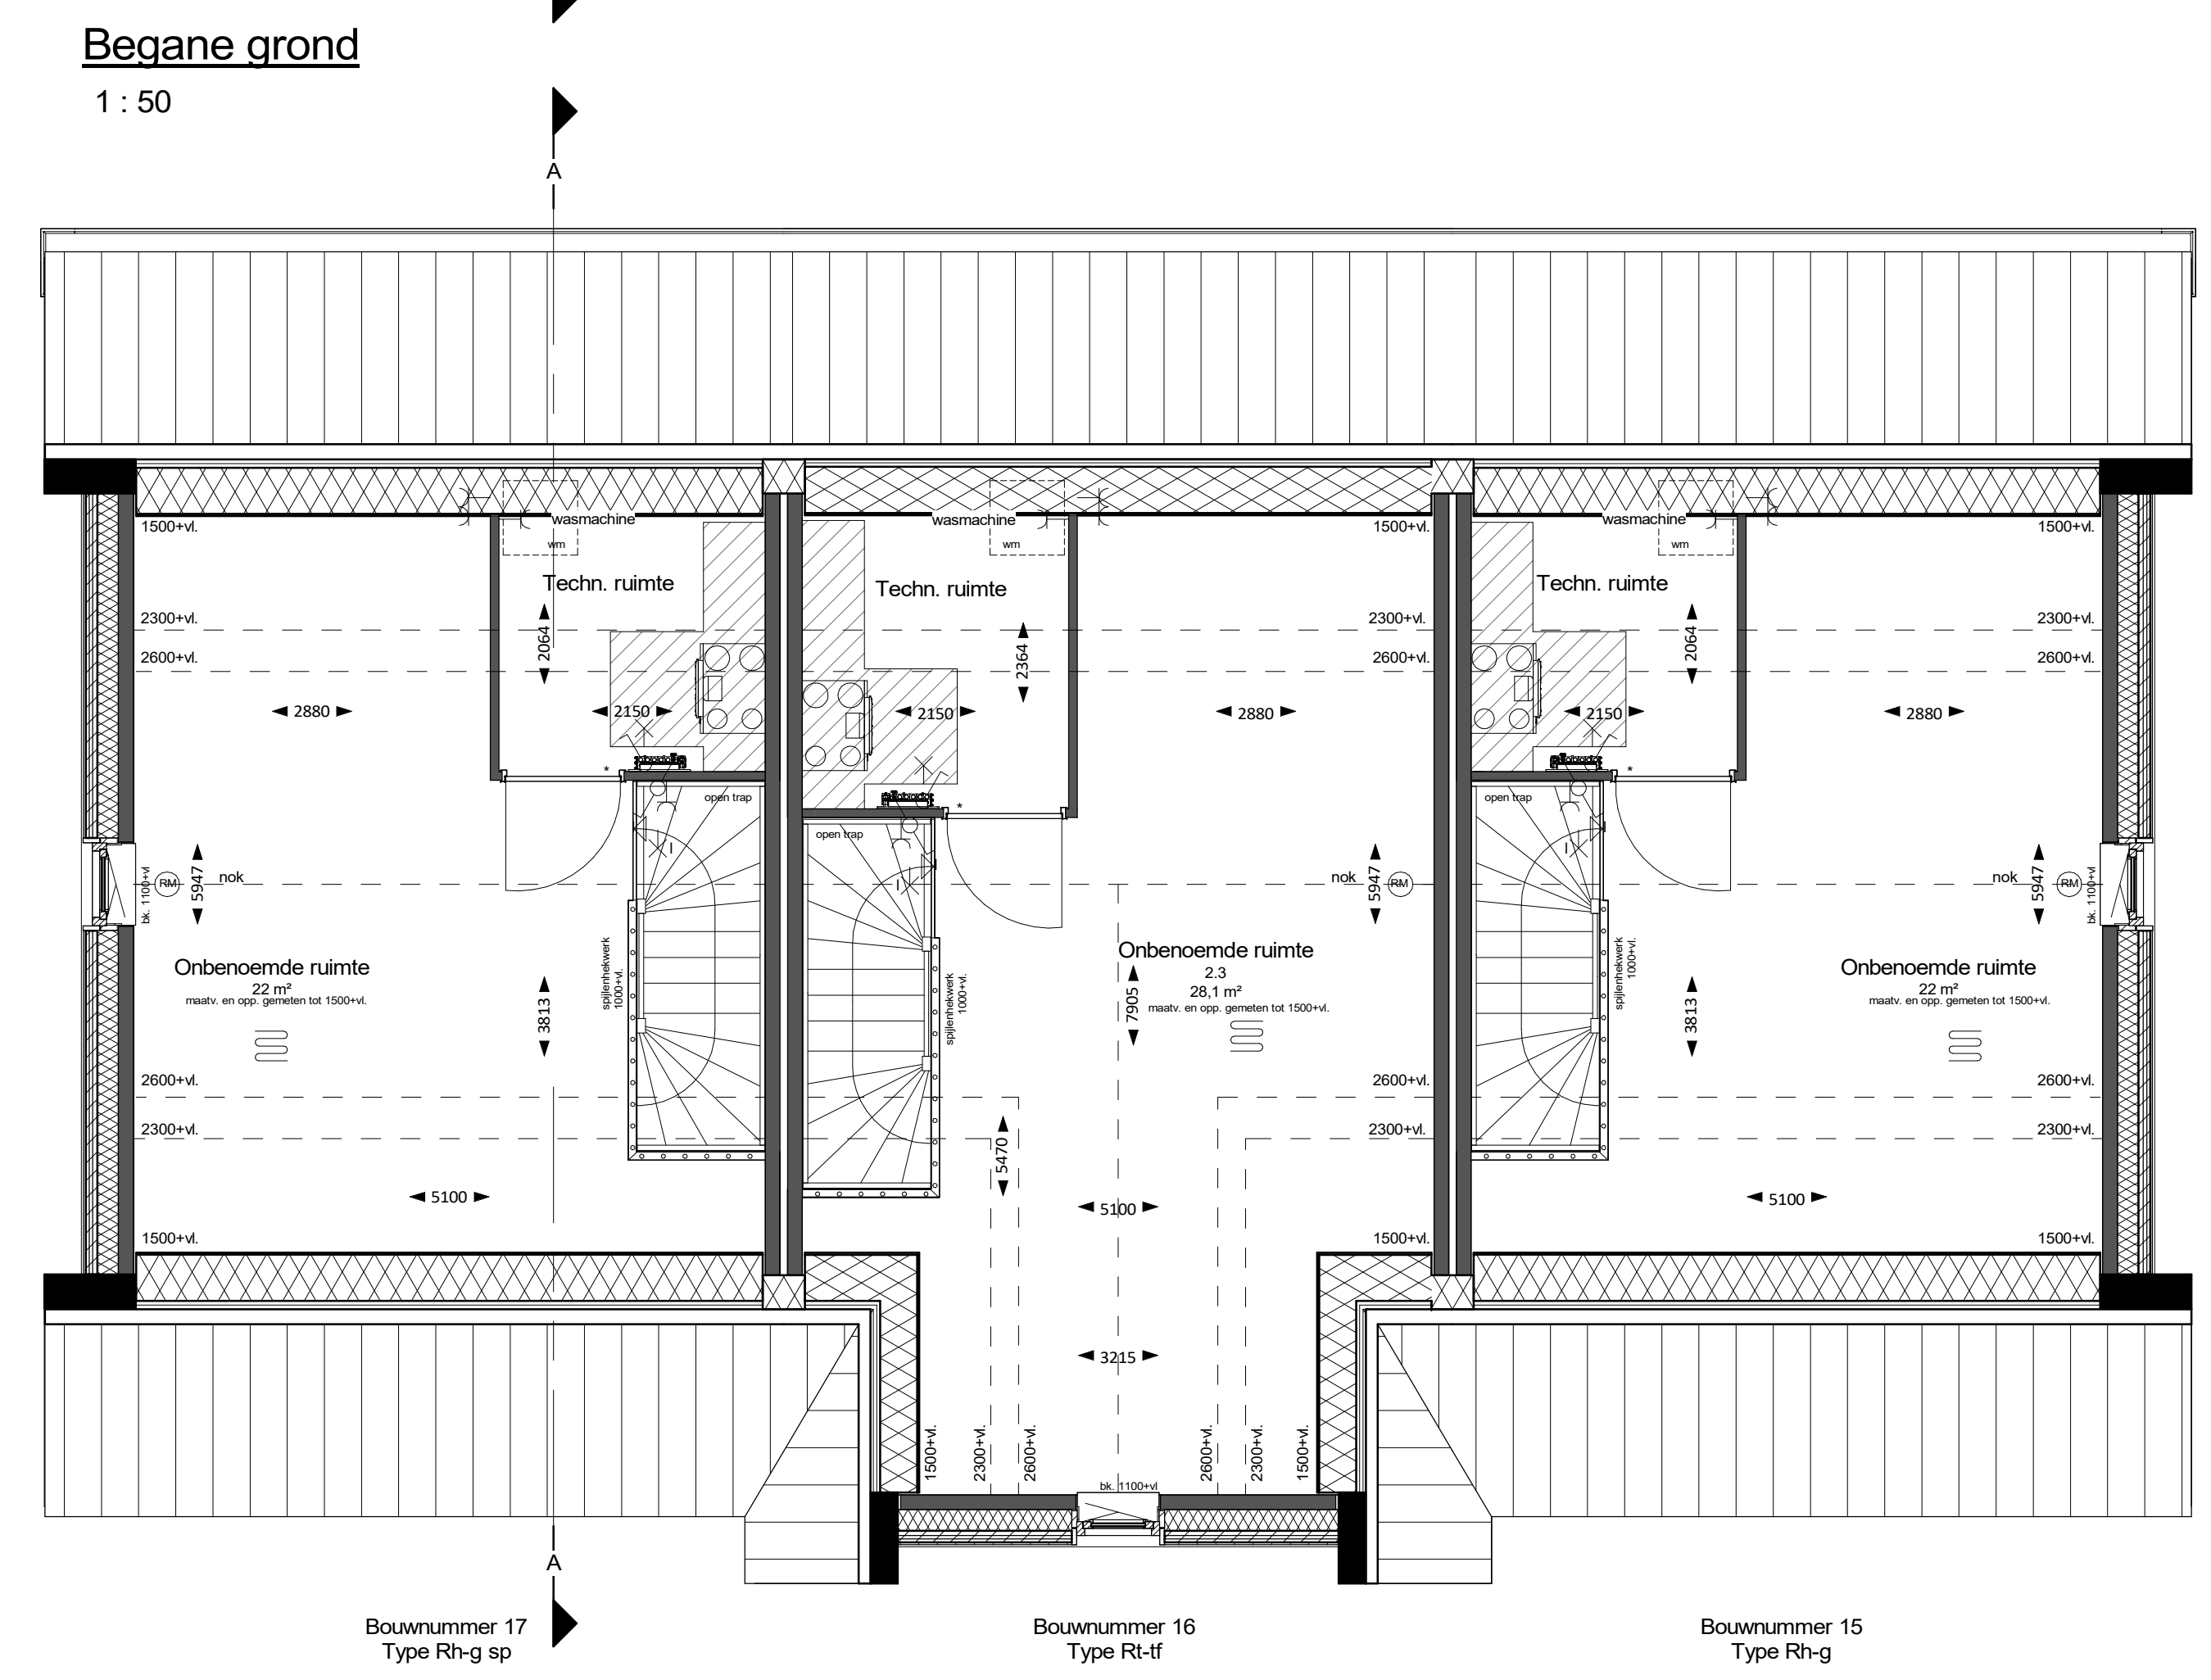 Begane grond
1 : 50
A
wasmachine
wasmachine
wasmachine
1500+vl.
1500+vl.
1500+vl.
1500+vl.
wm
wm
wm
Techn. ruimte
Techn. ruimte
Techn. ruimte
2300+vl.
2300+vl.
2300+vl.
2064
2364
2064
2600+vl.
2600+vl.
2600+vl.
2880
2150
2150
2880
2150
2880
*
*
*
open trap
open trap
open trap
bk. 1100+vl
RM
5947
nok
nok
5947
RM
nok
5947
RM
bk. 1100+vl
Onbenoemde ruimte
22 m²
maatv. en opp. gemeten tot 1500+vl.
3813
spijlenhekwerk
1000+vl.
spijlenhekwerk
1000+vl.
Onbenoemde ruimte
2.3
28,1 m²
maatv. en opp. gemeten tot 1500+vl.
7905
spijlenhekwerk
1000+vl.
3813
Onbenoemde ruimte
22 m²
maatv. en opp. gemeten tot 1500+vl.
2600+vl.
2600+vl.
2600+vl.
2300+vl.
2300+vl.
2300+vl.
5470
5100
5100
5100
1500+vl.
1500+vl.
1500+vl.
3215
1500+vl.
2300+vl.
2600+vl.
2600+vl.
2300+vl.
1500+vl.
bk. 1100+vl
A
Bouwnummer 17
Type Rh-g sp
Bouwnummer 16
Type Rt-tf
Bouwnummer 15
Type Rh-g